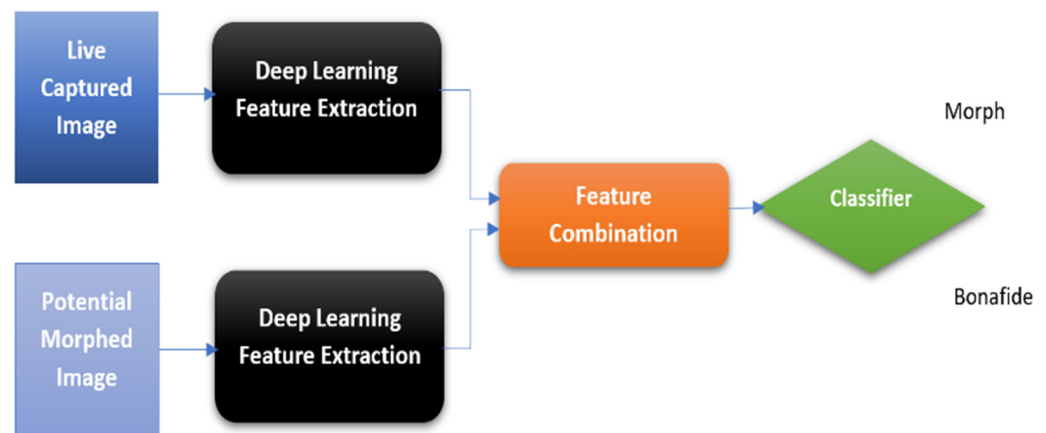 Live
Captured
Image
Deep Learning
Feature Extraction
Potential
Morphed
Image
Deep Learning
Feature Extraction
Feature
Combination
Classifier
Morph
Bonafide